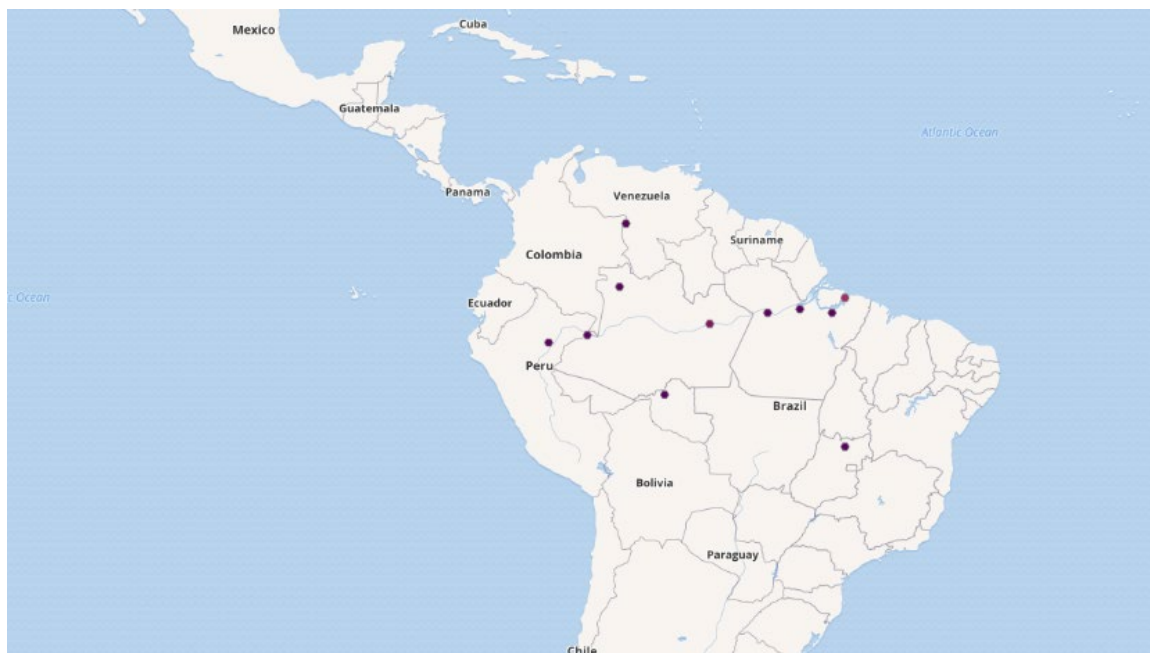 Mexico
Cuba
Guatemala
Atlantic Ocean
Panama
Venezuela
Suriname
Colombia
c Ocean
Ecuador
Peru
Brazil
Bolivia
Paraguay
Chile